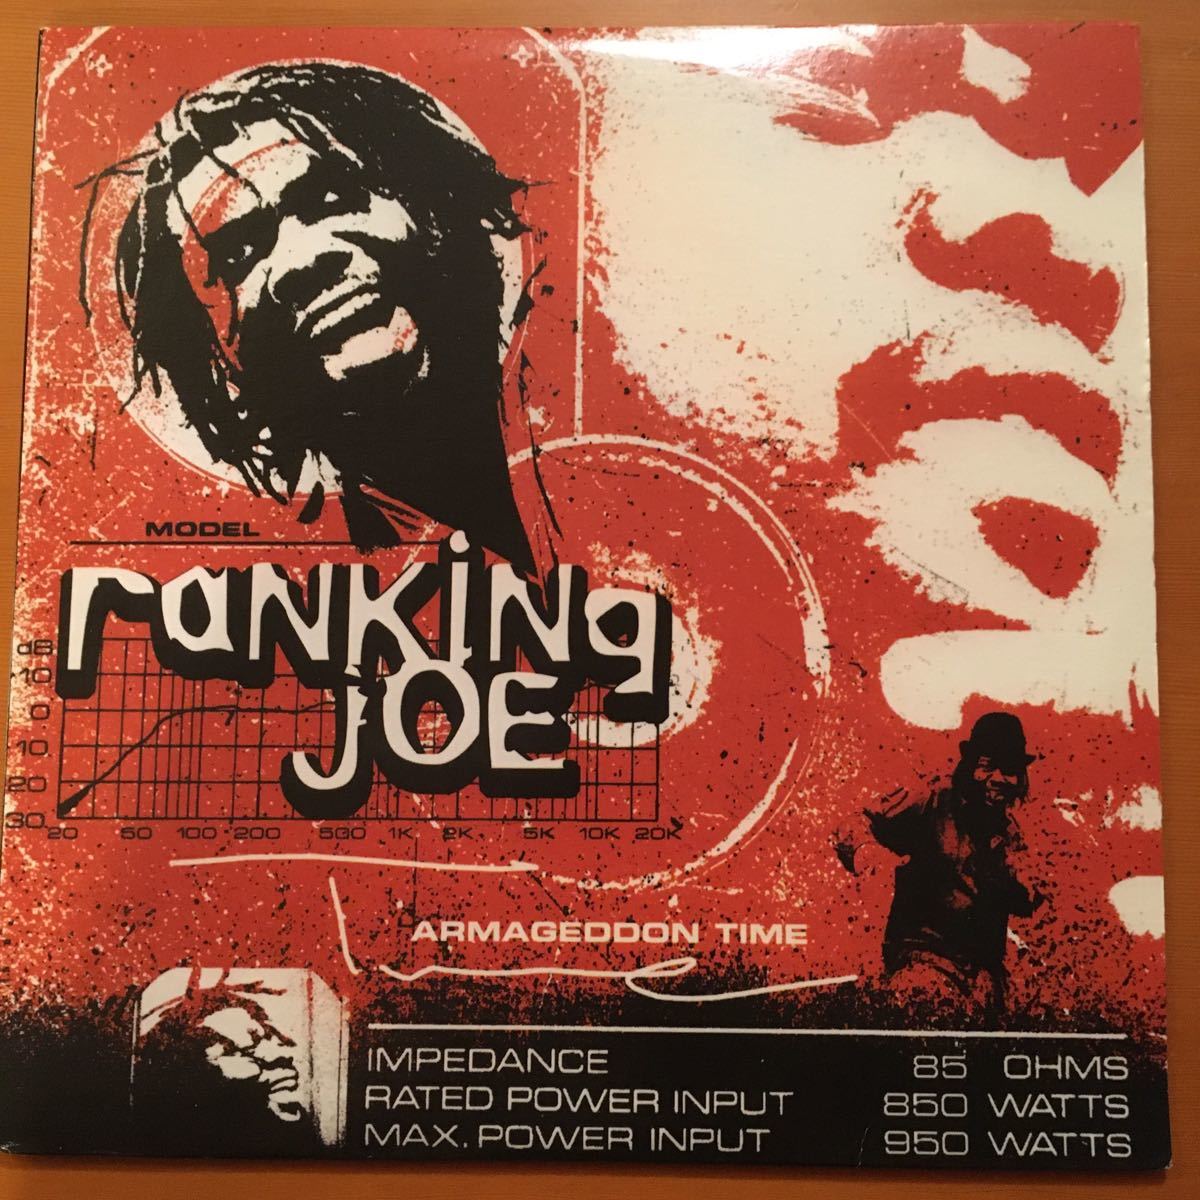 MODEL
ranking
joe
dB
10
0
10
20
30
20 50 100 200 500 1K 2K 5K 10K 20K
ARMAGEDDON TIME
Time
IMPEDANCE 85 OHMS
RATED POWER INPUT 850 WATTS
MAX. POWER INPUT 950 WATTS